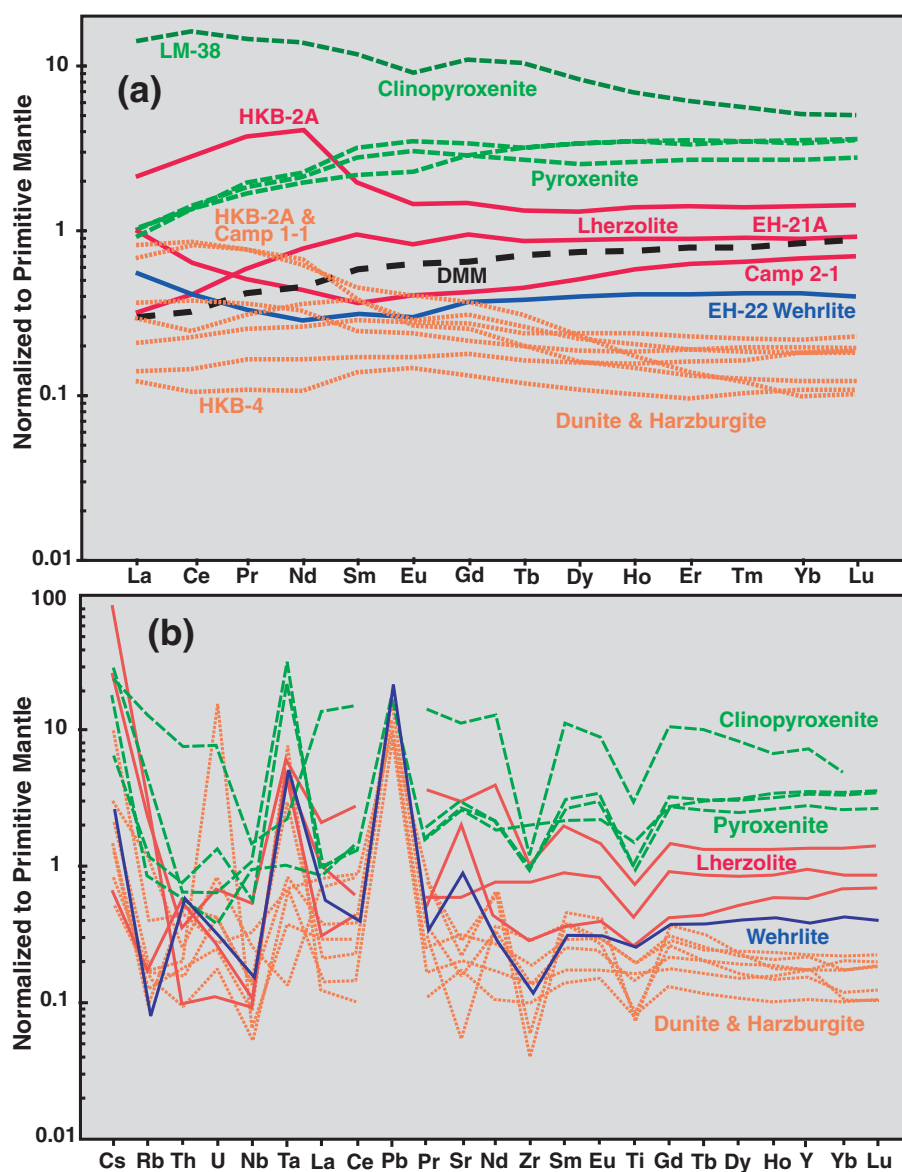 10
(a)
LM-38
Clinopyroxenite
HKB-2A
Pyroxenite
HKB-2A &
Camp 1-1
Lherzolite
EH-21A
1
DMM
Camp 2-1
EH-22 Wehrlite
0.1
HKB-4
Dunite & Harzburgite
0.01
Normalized to Primitive Mantle
La Ce Pr Nd Sm Eu Gd Tb Dy Ho Er Tm Yb Lu
100
(b)
10
Clinopyroxenite
Pyroxenite
1
Lherzolite
Wehrlite
0.1
Dunite & Harzburgite
0.01
Normalized to Primitive Mantle
Cs Rb Th U Nb Ta La Ce Pb Pr Sr Nd Zr Sm Eu Ti Gd Tb Dy Ho Y Yb Lu